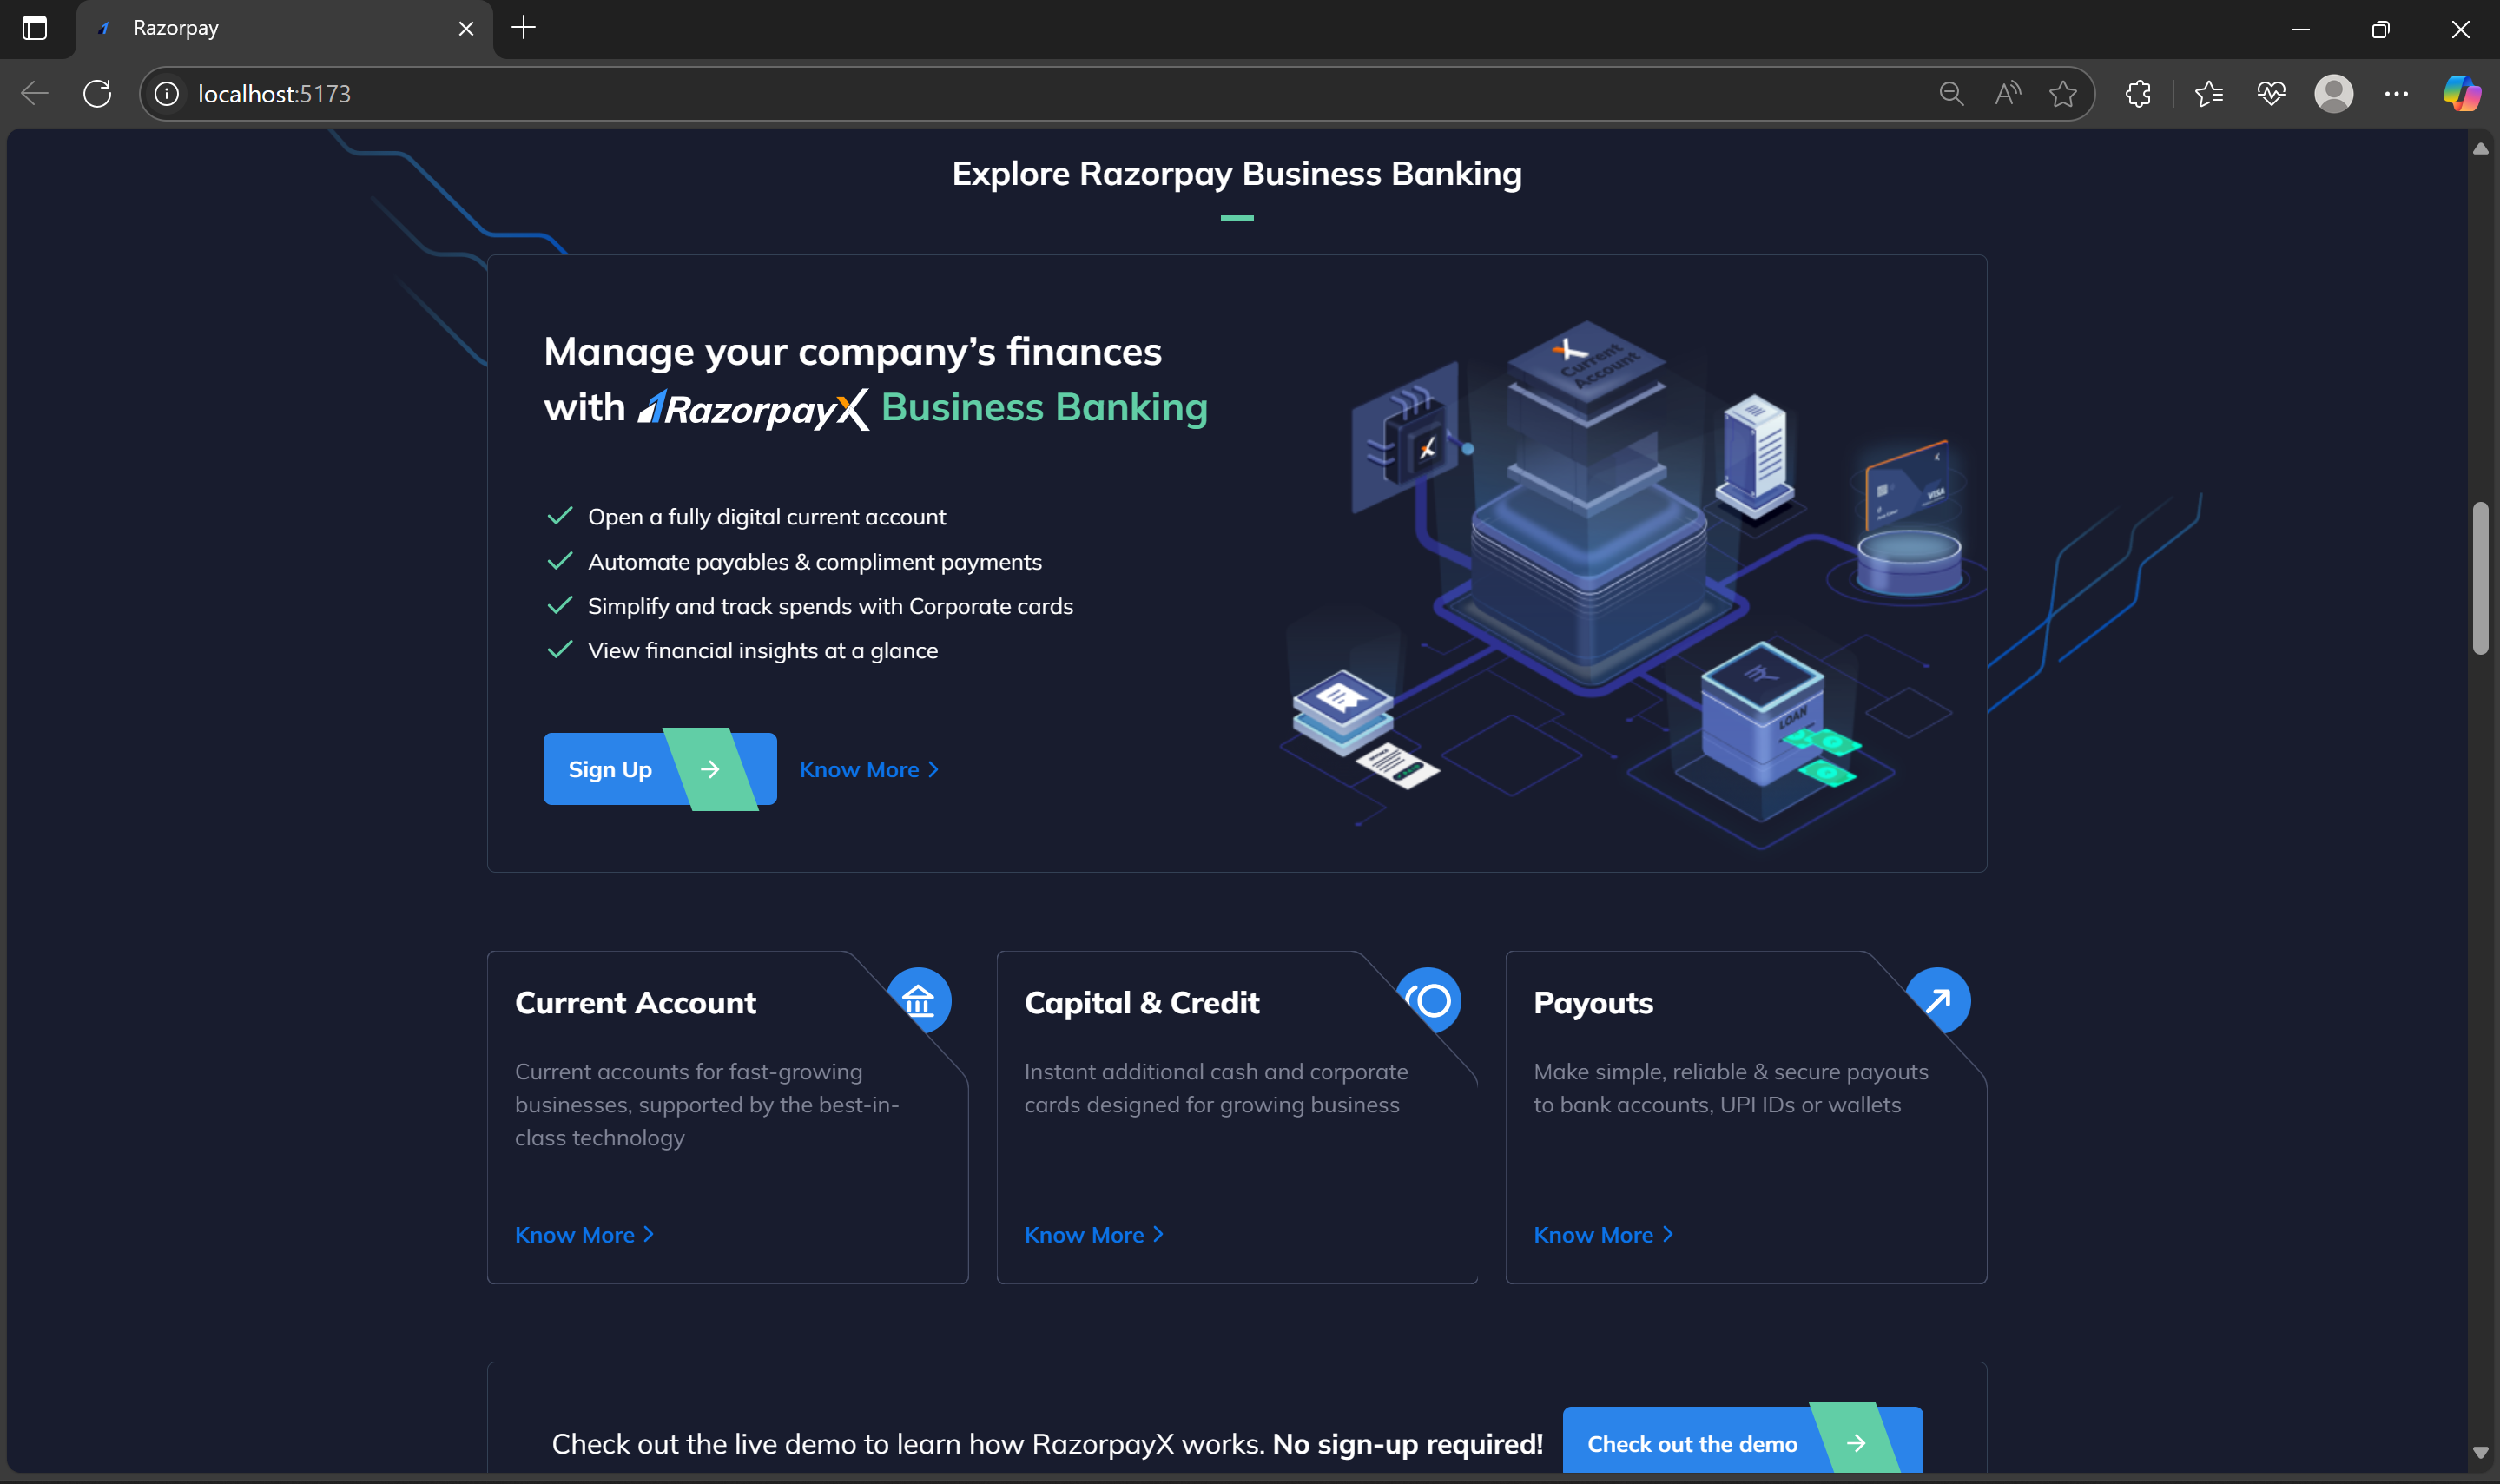 Razorpay
localhost:5173
Explore Razorpay Business Banking
Manage your company’s finances
with RazorpayX Business Banking
Open a fully digital current account
Automate payables & compliment payments
Simplify and track spends with Corporate cards
View financial insights at a glance
Sign Up
Know More
Current
Account
VISA
LOAN
Current Account
Current accounts for fast-growing
businesses, supported by the best-in-
class technology
Know More
Capital & Credit
Instant additional cash and corporate
cards designed for growing business
Know More
Payouts
Make simple, reliable & secure payouts
to bank accounts, UPI IDs or wallets
Know More
Check out the live demo to learn how RazorpayX works. No sign-up required!
Check out the demo